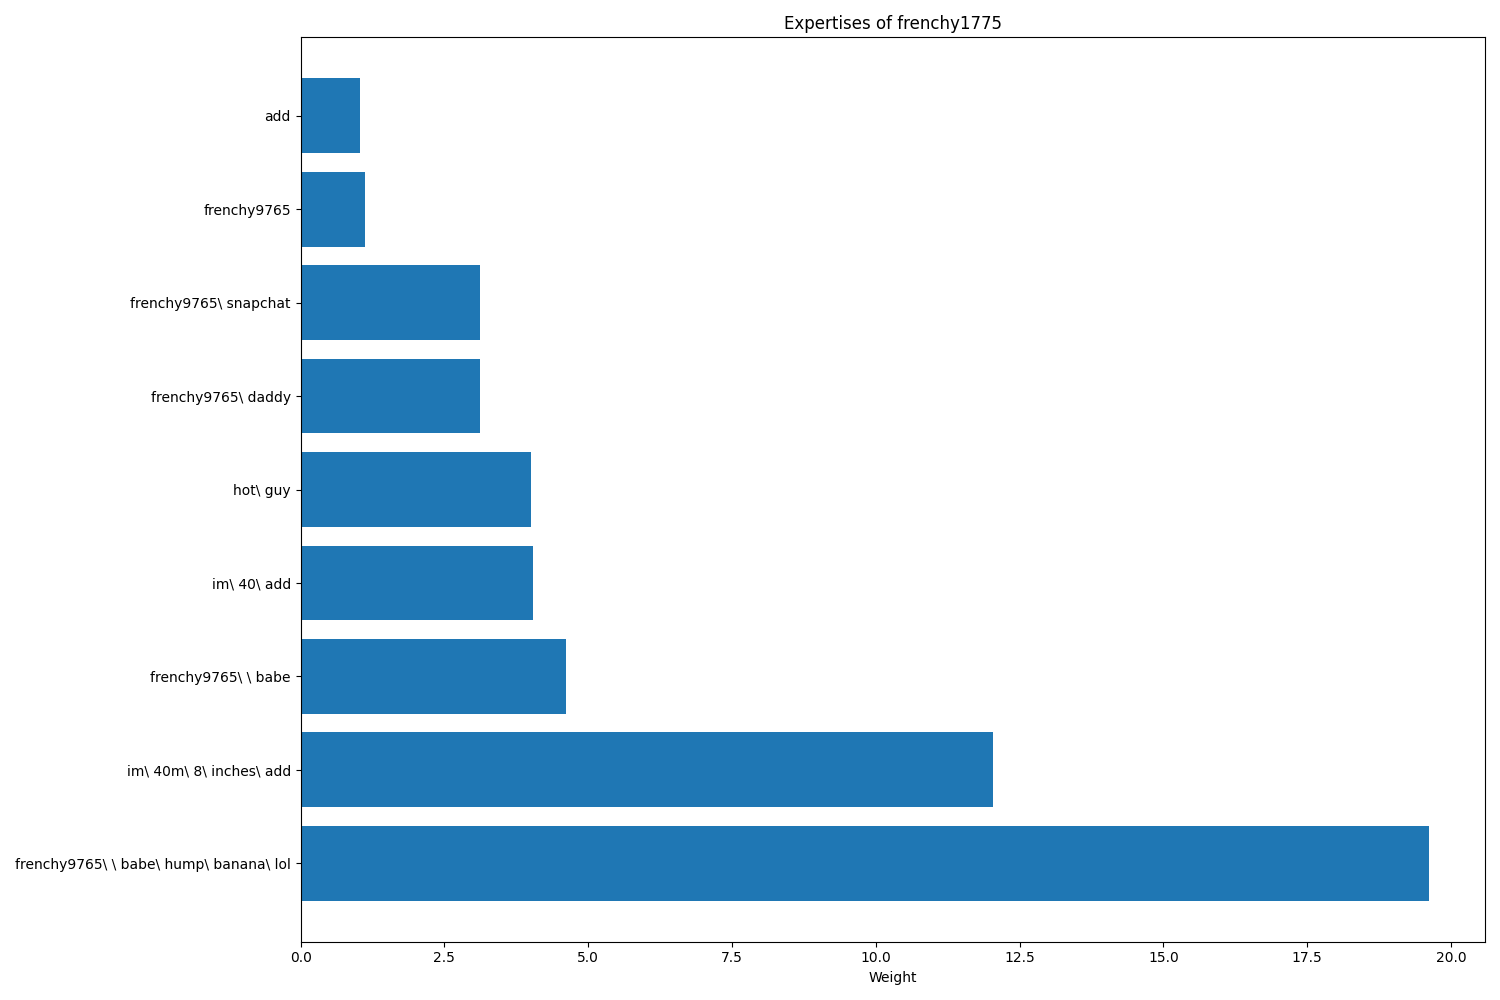 Expertises of frenchy1775
add
frenchy9765
frenchy9765\ snapchat
frenchy9765\ daddy
hot\ guy
im\ 40\ add
frenchy9765\ \ babe
im\ 40m\ 8\ inches\ add
frenchy9765\ \ babe\ hump\ banana\ lol
0.0 2.5 5.0 7.5 10.0 12.5 15.0 17.5 20.0
Weight